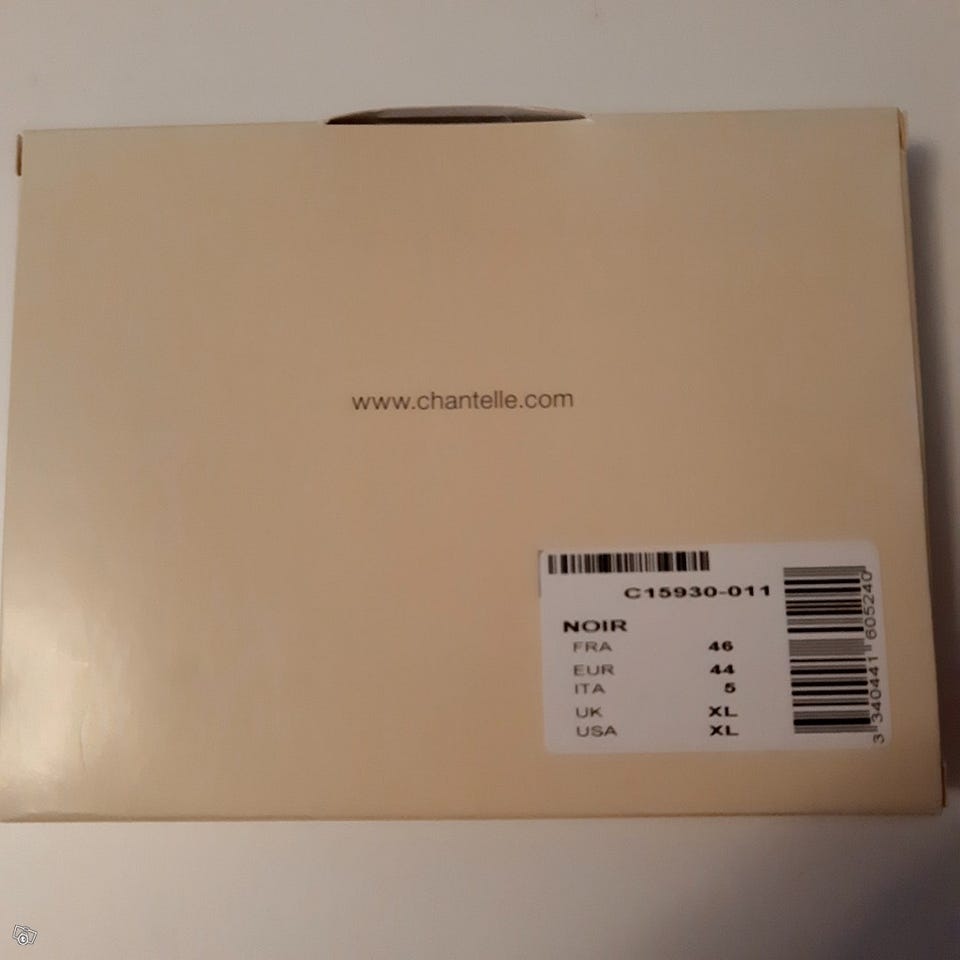 www.chantelle.com
C15930-011
NOIR
FRA 46
EUR 44
ITA 5
UK XL
USA XL
3 340441 605240